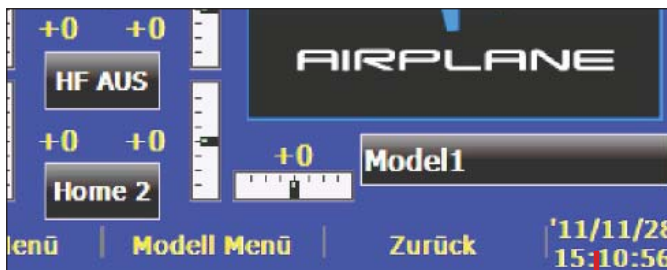 +0 +0
AIRPLANE
HF AUS
+0 +0
+0
Model1
Home 2
Modell Menü
Zurück
'11/11/28
15:10:56